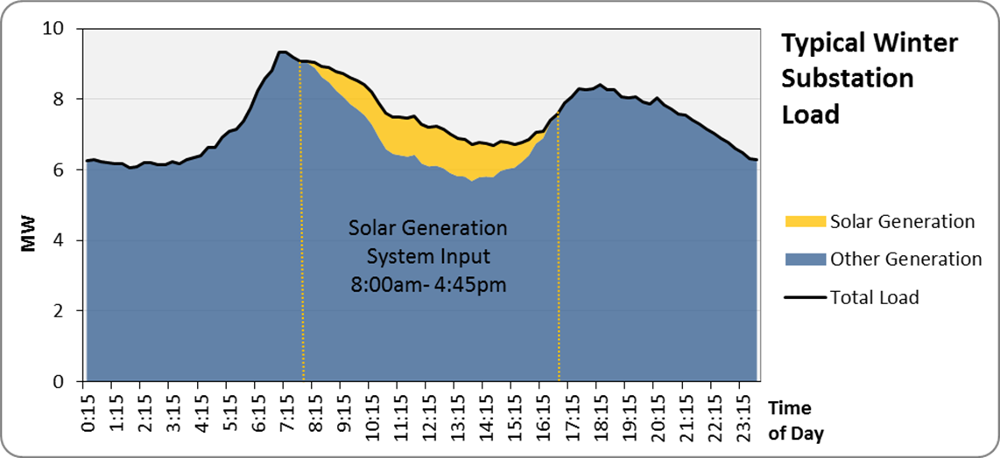 Typical Winter
Substation
Load
10
8
6
4
2
0
MW
Solar Generation
System Input
8:00am- 4:45pm
Solar Generation
Other Generation
Total Load
0:15
1:15
2:15
3:15
4:15
5:15
6:15
7:15
8:15
9:15
10:15
11:15
12:15
13:15
14:15
15:15
16:15
17:15
18:15
19:15
20:15
21:15
22:15
23:15
Time
of Day